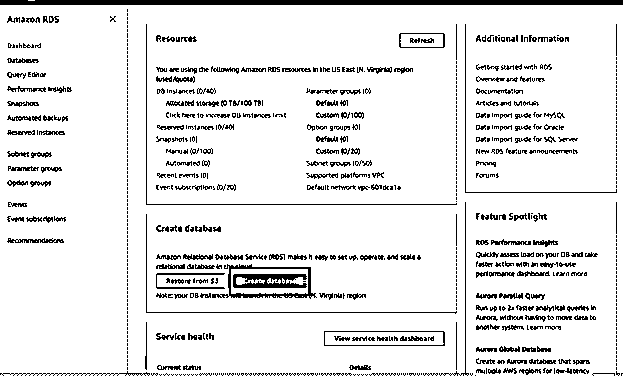 Amazon RDS
Dashboard
Databases
Query Editor
Performance Insights
Snapshots
Automated backups
Reserved instances
Subnet groups
Parameter groups
Option groups
Events
Event subscriptions
Recommendations
Resources
Refresh
You are using the following Amazon RDS resources in the US East (N. Virginia) region
(used/quota)
DB Instances (0/40)
Allocated storage (0 TB/100 TB)
Click here to increase DB instances limit
Reserved instances (0/40)
Snapshots (0)
Manual (0/100)
Automated (0)
Recent events (0)
Event subscriptions (0/20)
Parameter groups (0)
Default (0)
Custom (0/100)
Option groups (0)
Default (0)
Custom (0/20)
Subnet groups (0/50)
Supported platforms VPC
Default network vpc-601dca1a
Create database
Amazon Relational Database Service (RDS) makes it easy to set up, operate, and scale a
relational database in the cloud.
Restore from S3
Create database
Note: your DB instances will launch in the US East (N. Virginia) region
Service health
View service health dashboard
Current status
Details
Additional Information
Getting started with RDS
Overview and features
Documentation
Articles and tutorials
Data import guide for MySQL
Data import guide for Oracle
Data import guide for SQL Server
New RDS feature announcements
Pricing
Forums
Feature Spotlight
RDS Performance Insights
Quickly assess load on your DB and take
faster action with an easy-to-use
performance dashboard. Learn more
Aurora Parallel Query
Run up to 2x faster analytical queries in
Aurora, without having to move data to
another system. Learn more
Aurora Global Database
Create an Aurora database that spans
multiple AWS regions for low-latency